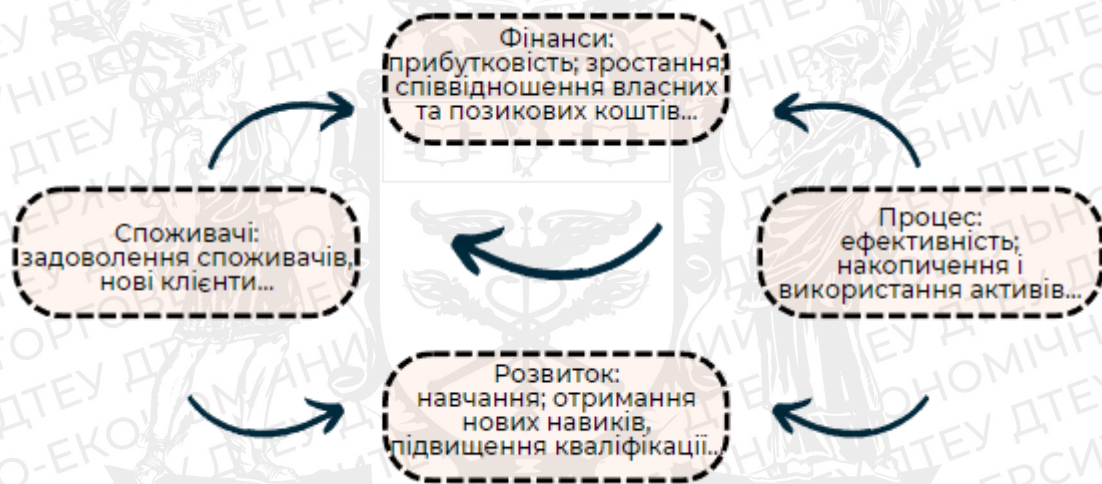 Фінанси:
прибутковість; зростання;
співвідношення власних
та позикових коштів...
Споживачі:
задоволення споживачів,
нові клієнти...
Процес:
ефективність;
накопичення і
використання активів...
Розвиток:
навчання; отримання
нових навиків,
підвищення кваліфікації...